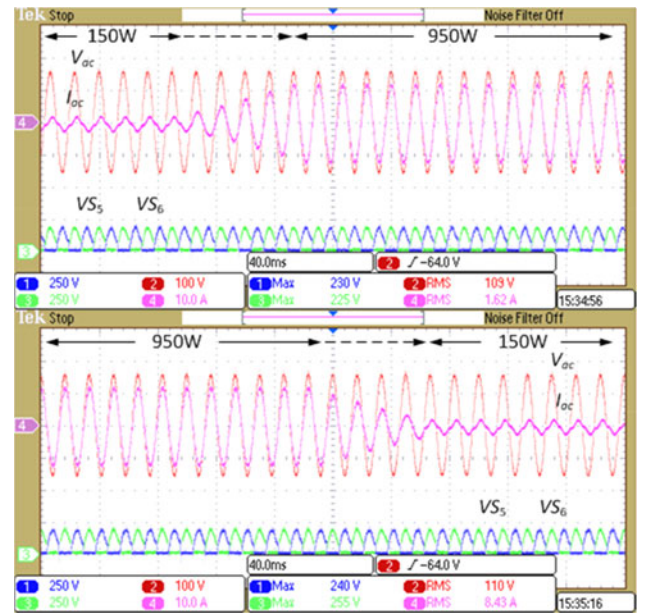 Tek Stop Noise Filter Off
150W 950W
Vac
Iac
4
VS5 VS6
3
40.0ms 2 -64.0 V
1 250 V 2 100 V 1 Max 230 V 2 RMS 109 V
3 250 V 4 10.0 A 3 Max 225 V 4 RMS 1.62 A 15:34:56
Tek Stop Noise Filter Off
950W 150W
Vac
Iac
4
VS5 VS6
3
40.0ms 2 -64.0 V
1 250 V 2 100 V 1 Max 240 V 2 RMS 110 V
3 250 V 4 10.0 A 3 Max 255 V 4 RMS 8.43 A 15:35:16